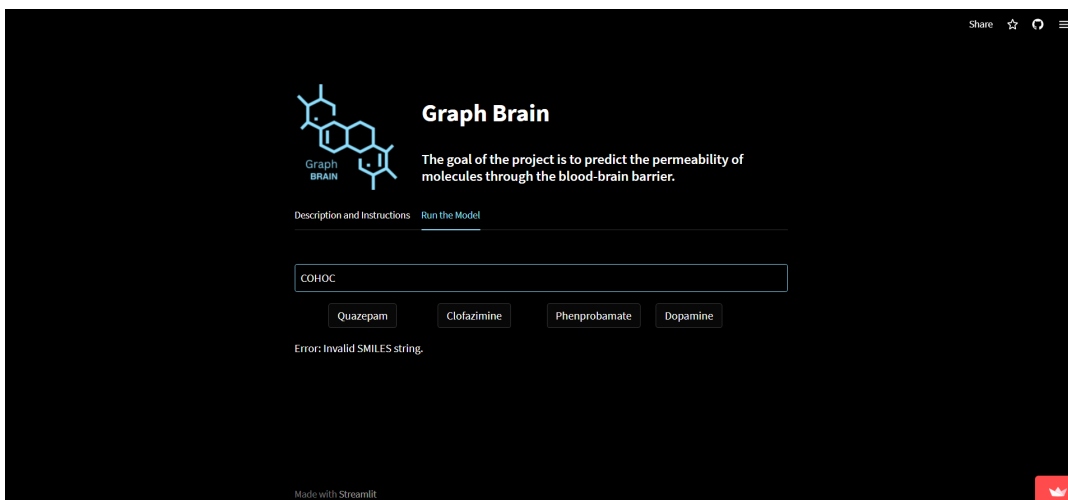 Share
Graph Brain
Graph
BRAIN
The goal of the project is to predict the permeability of
molecules through the blood-brain barrier.
Description and Instructions Run the Model
COHOC
Quazepam Clofazimine Phenprobamate Dopamine
Error: Invalid SMILES string.
Made with Streamlit